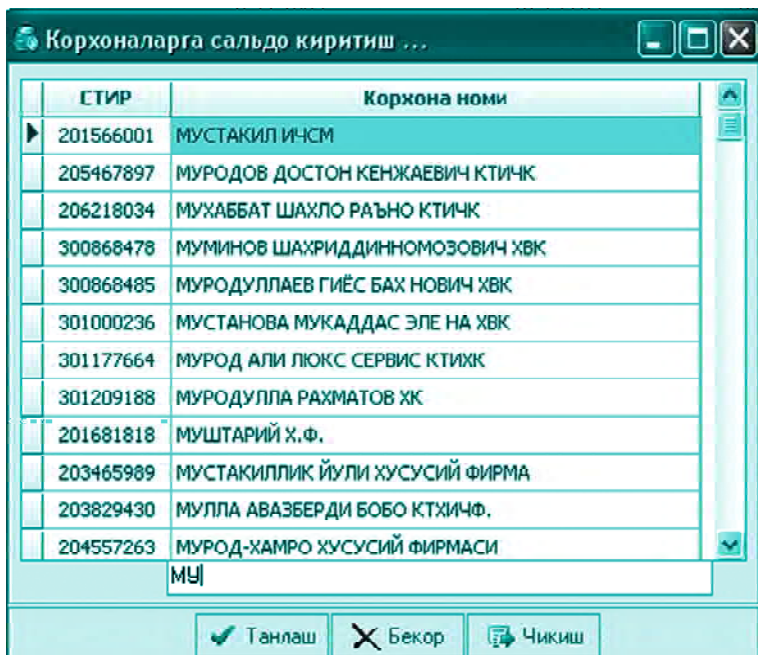 Корхоналарга сальдо киритиш ...
СТИР Корхона номи
201566001 МУСТАКИЛ ИЧСМ
205467897 МУРОДОВ ДОСТОН КЕНЖАЕВИЧ КТИЧК
206218034 МУХАББАТ ШАХЛО РАЪНО КТИЧК
300868478 МУМИНОВ ШАХРИДДИННОМОЗОВИЧ ХВК
300868485 МУРОДУЛЛАЕВ ГИЁС БАХ НОВИЧ ХВК
301000236 МУСТАНОВА МУКАДДАС ЭЛЕ НА ХВК
301177664 МУРОД АЛИ ЛЮКС СЕРВИС КТИХК
301209188 МУРОДУЛЛА РАХМАТОВ ХК
201681818 МУШТАРИЙ Х.Ф.
203465989 МУСТАКИЛЛИК ЙУЛИ ХУСУСИЙ ФИРМА
203829430 МУЛЛА АВАЗБЕРДИ БОБО КТХИЧФ.
204557263 МУРОД-ХАМРО ХУСУСИЙ ФИРМАСИ
МУ
Танлаш Бекор Чикиш